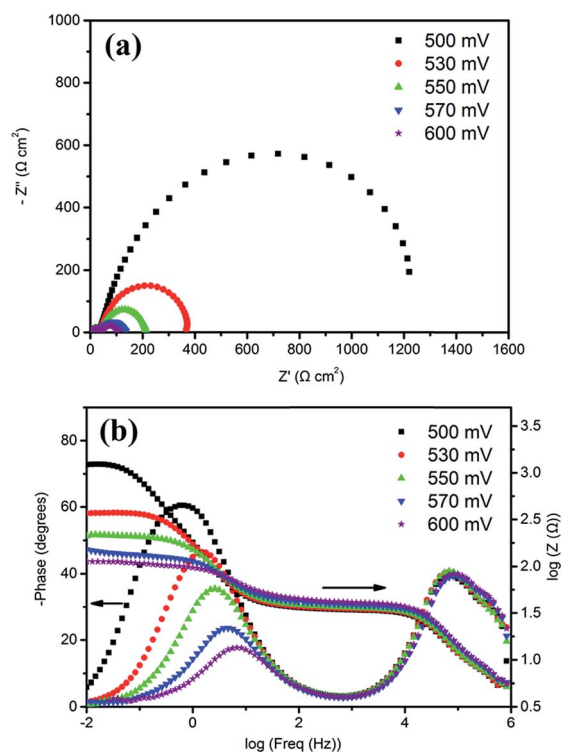 (a)
500 mV
530 mV
550 mV
570 mV
600 mV
1000
800
600
400
200
0
- Z'' (Ω cm²)
0 200 400 600 800 1000 1200 1400 1600
Z' (Ω cm²)
(b)
500 mV
530 mV
550 mV
570 mV
600 mV
80
60
40
20
0
-Phase (degrees)
3.5
3.0
2.5
2.0
1.5
1.0
0.5
log (Z (Ω))
-2 0 2 4 6
log (Freq (Hz))